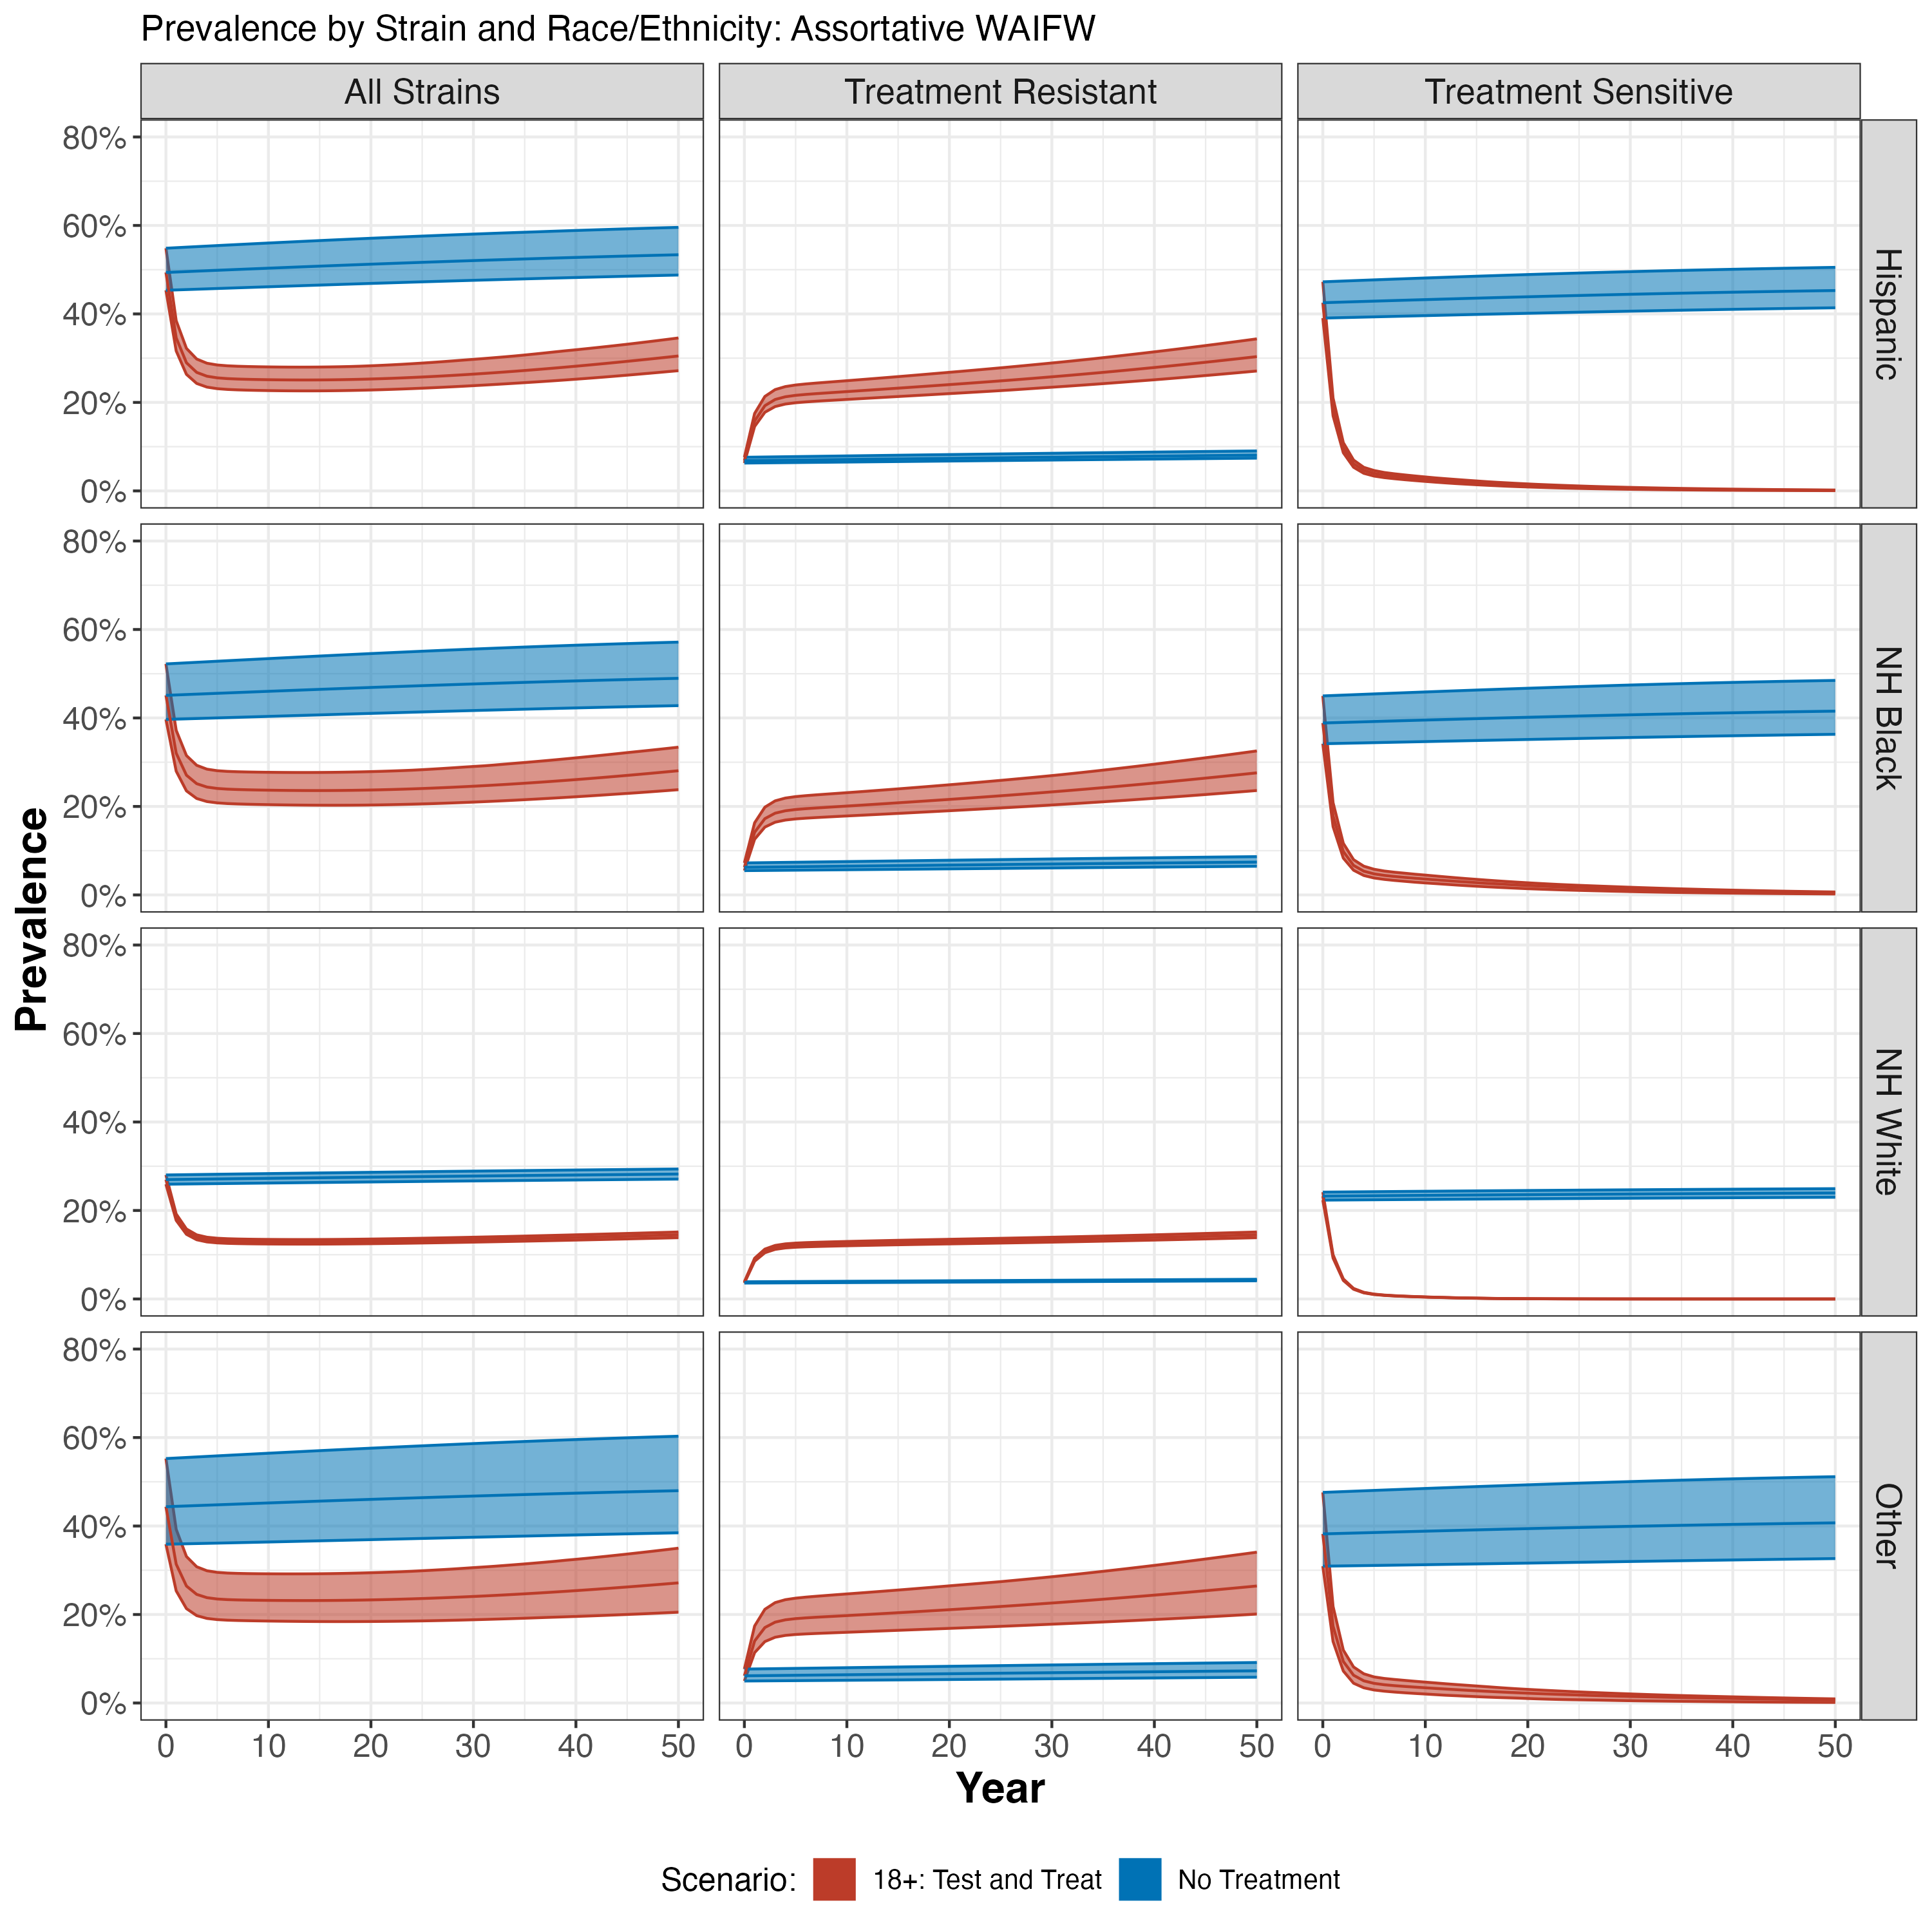 Prevalence by Strain and Race/Ethnicity: Assortative WAIFW
All Strains
Treatment Resistant
Treatment Sensitive
80%
60%
40%
20%
0%
Hispanic
80%
60%
40%
20%
0%
NH Black
80%
60%
40%
20%
0%
NH White
80%
60%
40%
20%
0%
Other
Prevalence
0 10 20 30 40 50
0 10 20 30 40 50
0 10 20 30 40 50
Year
Scenario: 18+: Test and Treat No Treatment